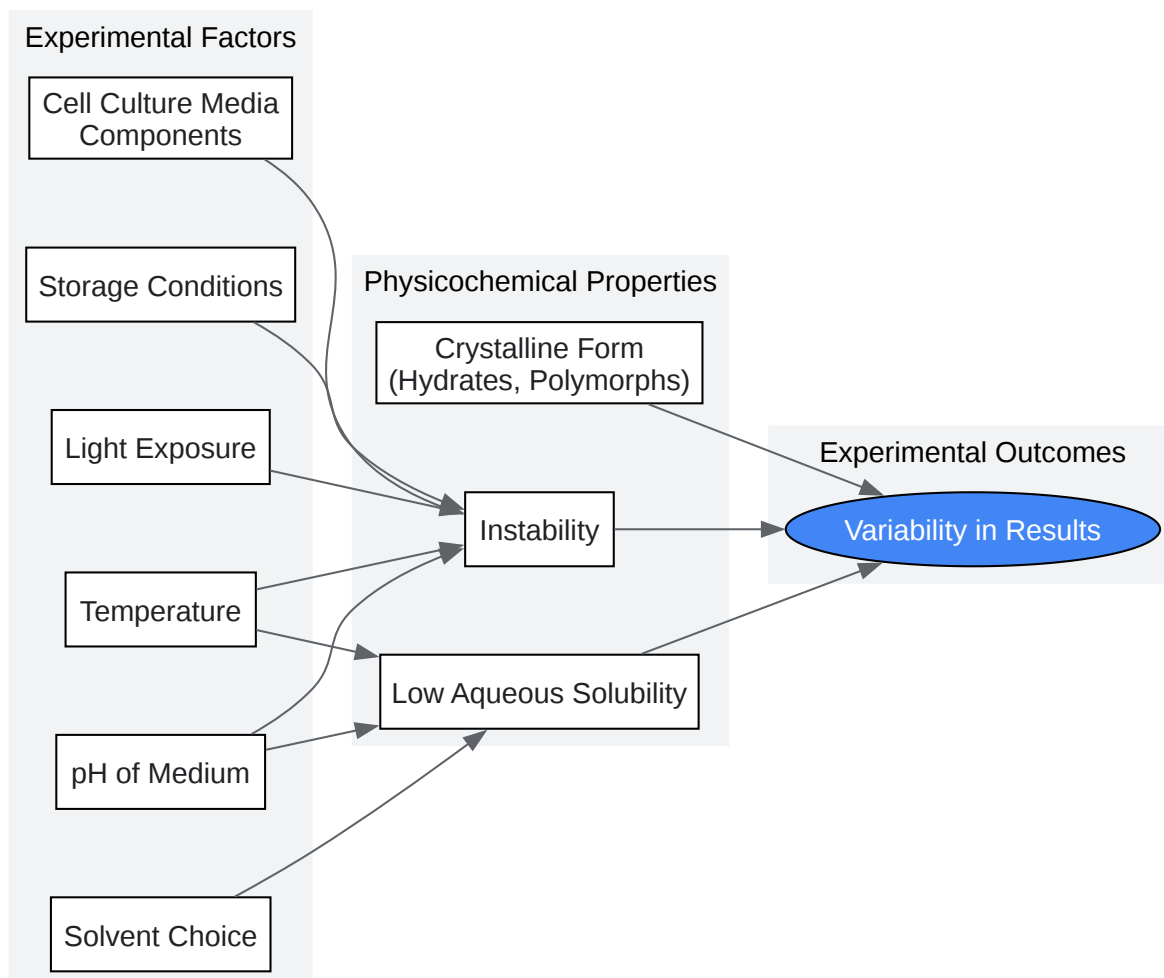 Experimental Factors
Cell Culture Media
Components
Storage Conditions
Light Exposure
Temperature
pH of Medium
Solvent Choice
Physicochemical Properties
Crystalline Form
(Hydrates, Polymorphs)
Instability
Low Aqueous Solubility
Experimental Outcomes
Variability in Results